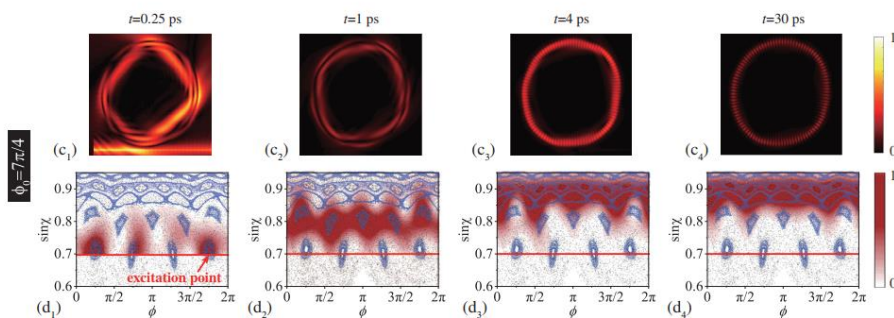 t=0.25 ps t=1 ps t=4 ps t=30 ps
1
0
(c₁) (c₂) (c₃) (c₄)
ϕ₀=7π/4
0.9 0.9 0.9 0.9
sinχ sinχ sinχ sinχ
0.8 0.8 0.8 0.8
0.7 0.7 0.7 0.7
excitation point
0.6 0.6 0.6 0.6
1
0
0 π/2 π 3π/2 2π 0 π/2 π 3π/2 2π 0 π/2 π 3π/2 2π 0 π/2 π 3π/2 2π
(d₁) ϕ (d₂) ϕ (d₃) ϕ (d₄) ϕ